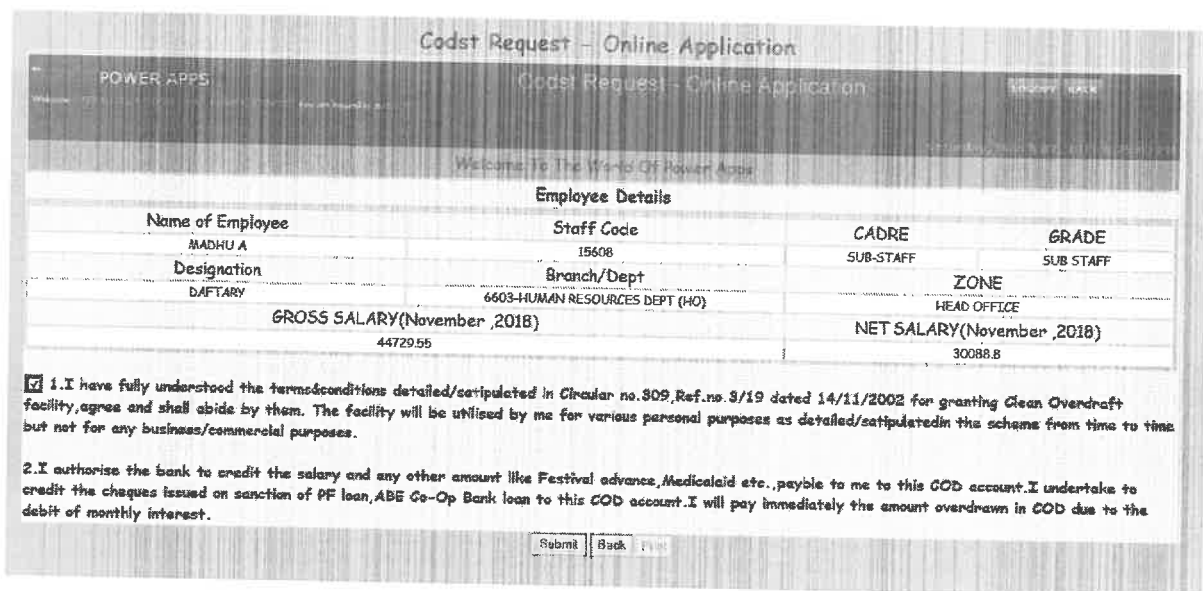 Codst Request - Online Application
POWER APPS Codst Request - Online Application LOGOUT BACK
Welcome
Welcome To The World Of Power Apps
Employee Details
Name of Employee Staff Code CADRE GRADE
MADHU A 15608 SUB-STAFF SUB STAFF
Designation Branch/Dept ZONE
DAFTARY 6603-HUMAN RESOURCES DEPT (HO) HEAD OFFICE
GROSS SALARY(November ,2018) NET SALARY(November ,2018)
44729.55 30088.8
1.I have fully understood the terms&conditions detailed/satipulated in Circular no.309,Ref.no.3/19 dated 14/11/2002 for granting Clean Overdraft
facility,agree and shall abide by them. The facility will be utilised by me for various personal purposes as detailed/satipulatedin the scheme from time to time
but not for any business/commercial purposes.
2.I authorise the bank to credit the salary and any other amount like Festival advance,Medicalaid etc.,payble to me to this COD account.I undertake to
credit the cheques issued on sanction of PF loan,ABE Co-Op Bank loan to this COD account.I will pay immediately the amount overdrawn in COD due to the
debit of monthly interest.
Submit Back Print